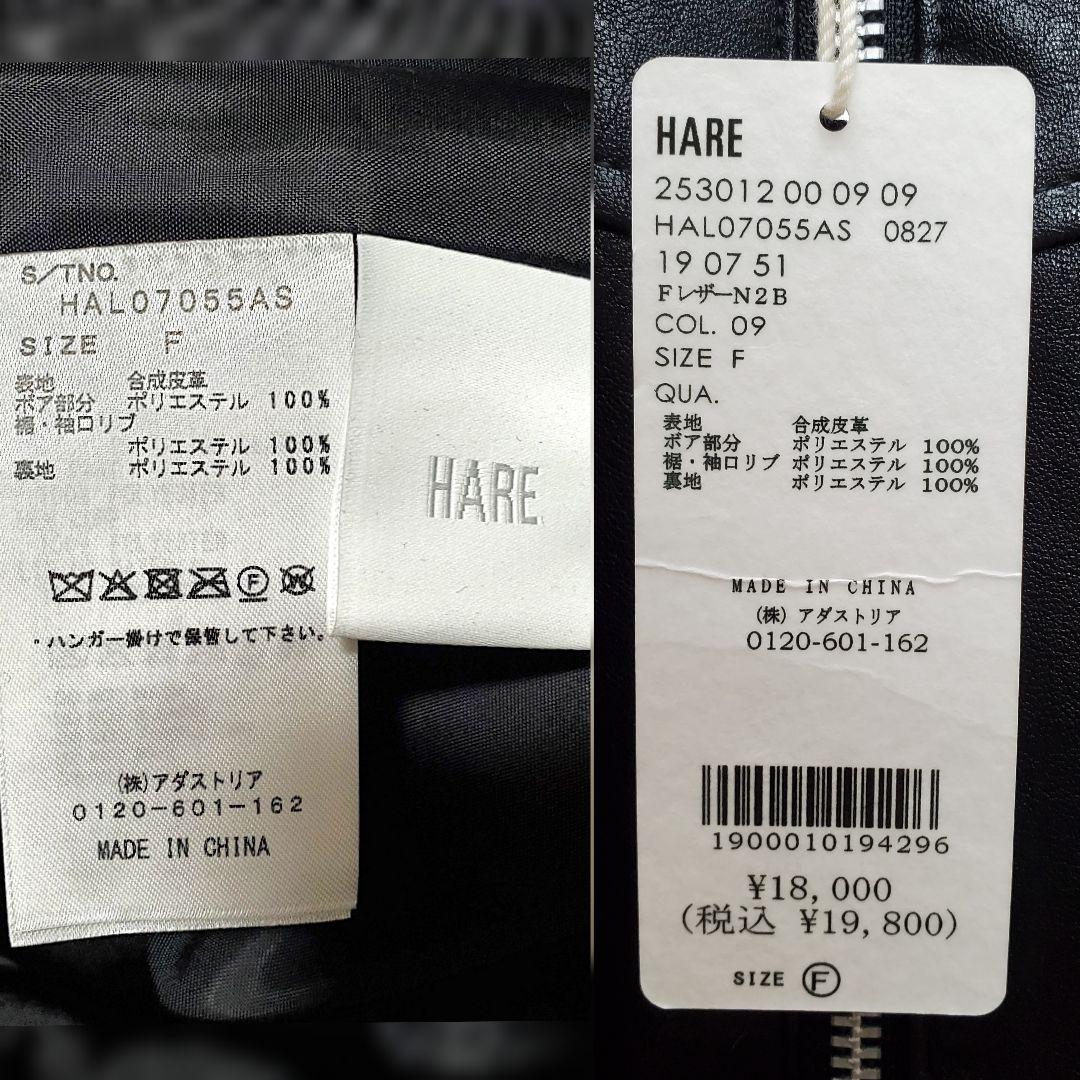 S/TNO.
HAL07055AS
SIZE F
表地 合成皮革
ボア部分 ポリエステル 100%
裾・袖口リブ
ポリエステル 100%
裏地 ポリエステル 100%
F W
・ハンガー掛けで保管して下さい。
(株)アダストリア
0120-601-162
MADE IN CHINA
HARE
HARE
253012 00 09 09
HAL07055AS 0827
19 07 51
FレザーN2B
COL. 09
SIZE F
QUA.
表地 合成皮革
ボア部分 ポリエステル 100%
裾・袖口リブ ポリエステル 100%
裏地 ポリエステル 100%
MADE IN CHINA
(株) アダストリア
0120-601-162
1900010194296
¥18,000
(税込 ¥19,800)
SIZE F